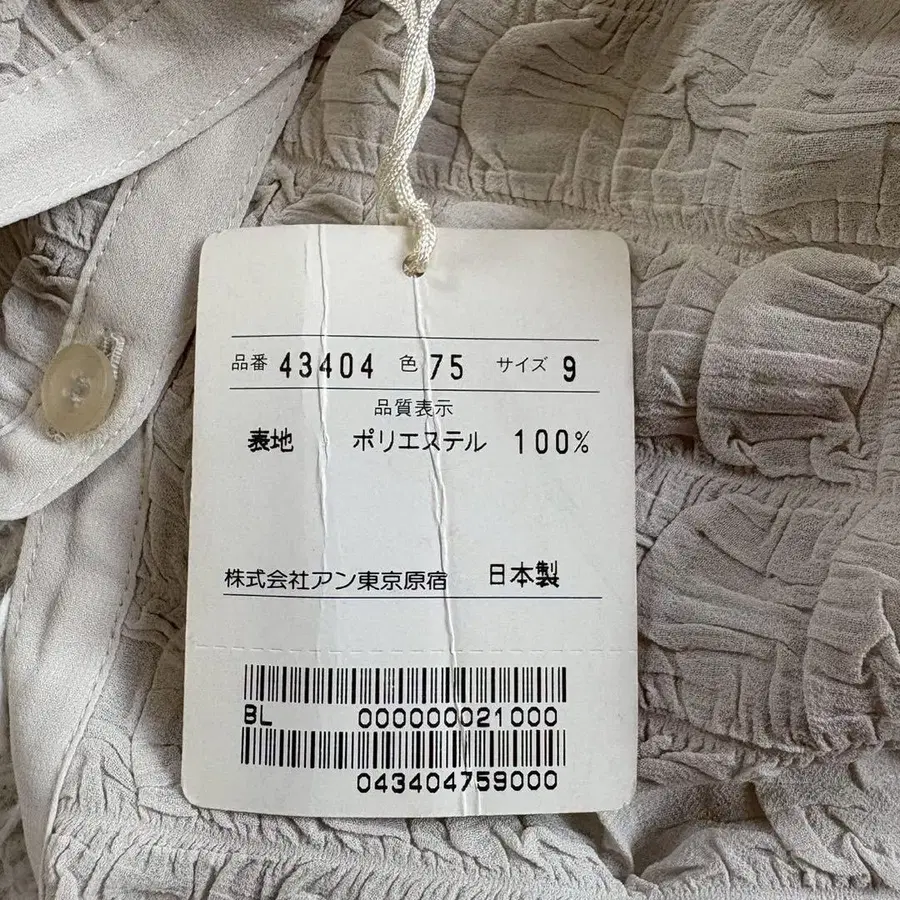 品番 43404 色 75 サイズ 9
品質表示
表地 ポリエステル 100%
株式会社アン東京原宿 日本製
BL 000000021000
043404759000